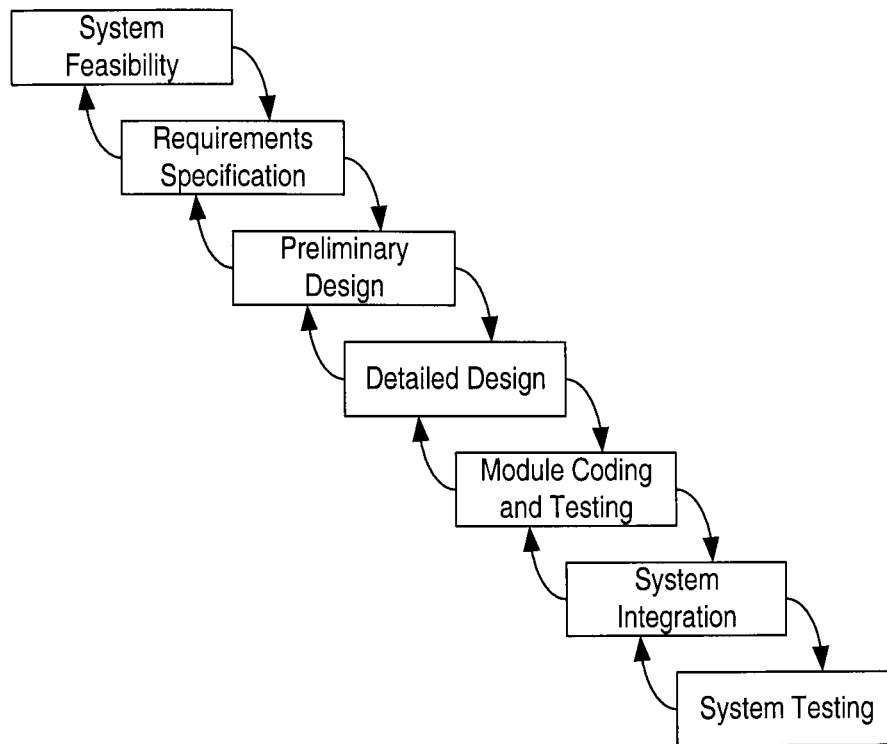 System
Feasibility
Requirements
Specification
Preliminary
Design
Detailed Design
Module Coding
and Testing
System
Integration
System Testing